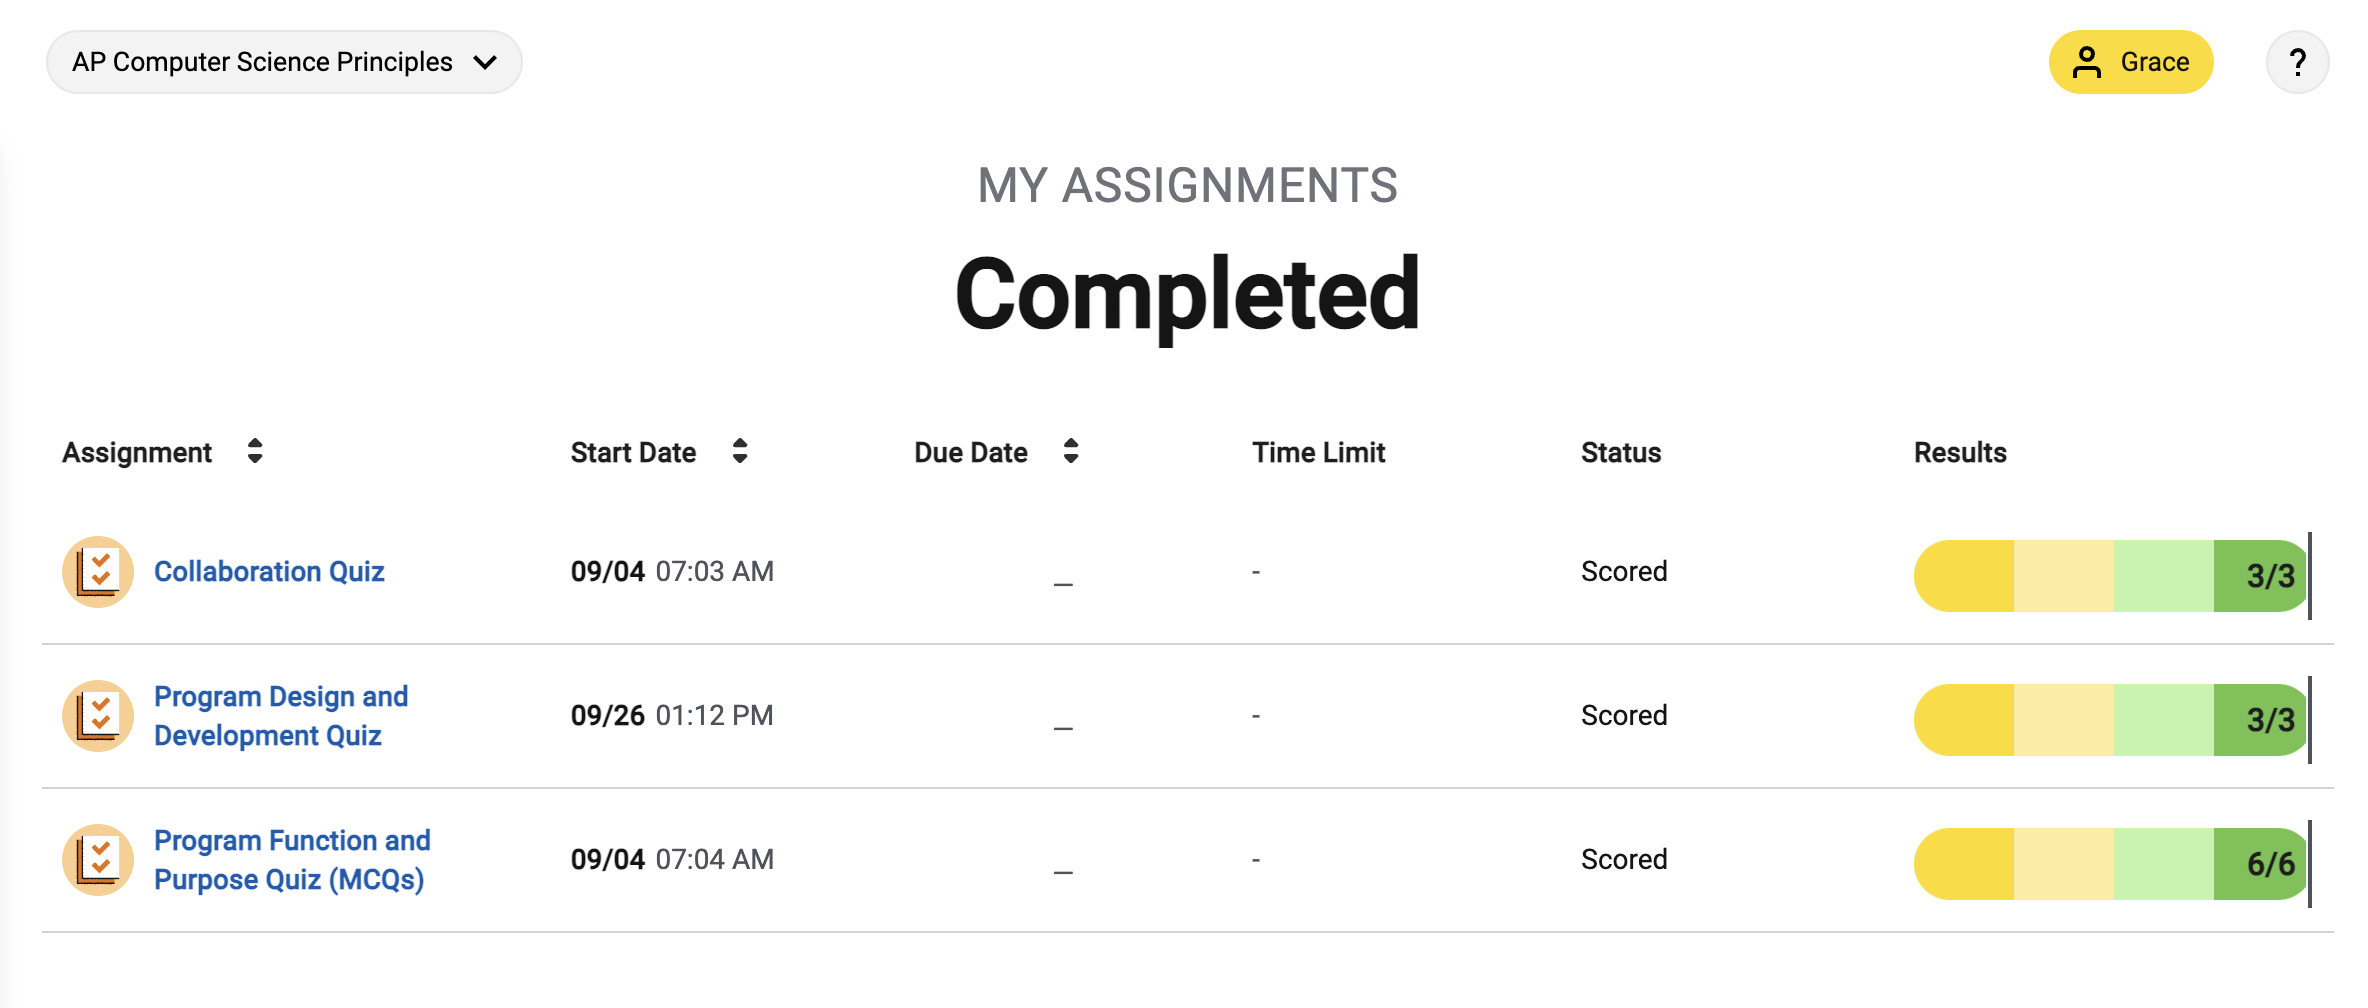 AP Computer Science Principles
Grace
?
MY ASSIGNMENTS
Completed
Assignment Start Date Due Date Time Limit Status Results
Collaboration Quiz 09/04 07:03 AM _ - Scored 3/3
Program Design and
Development Quiz 09/26 01:12 PM _ - Scored 3/3
Program Function and
Purpose Quiz (MCQs) 09/04 07:04 AM _ - Scored 6/6